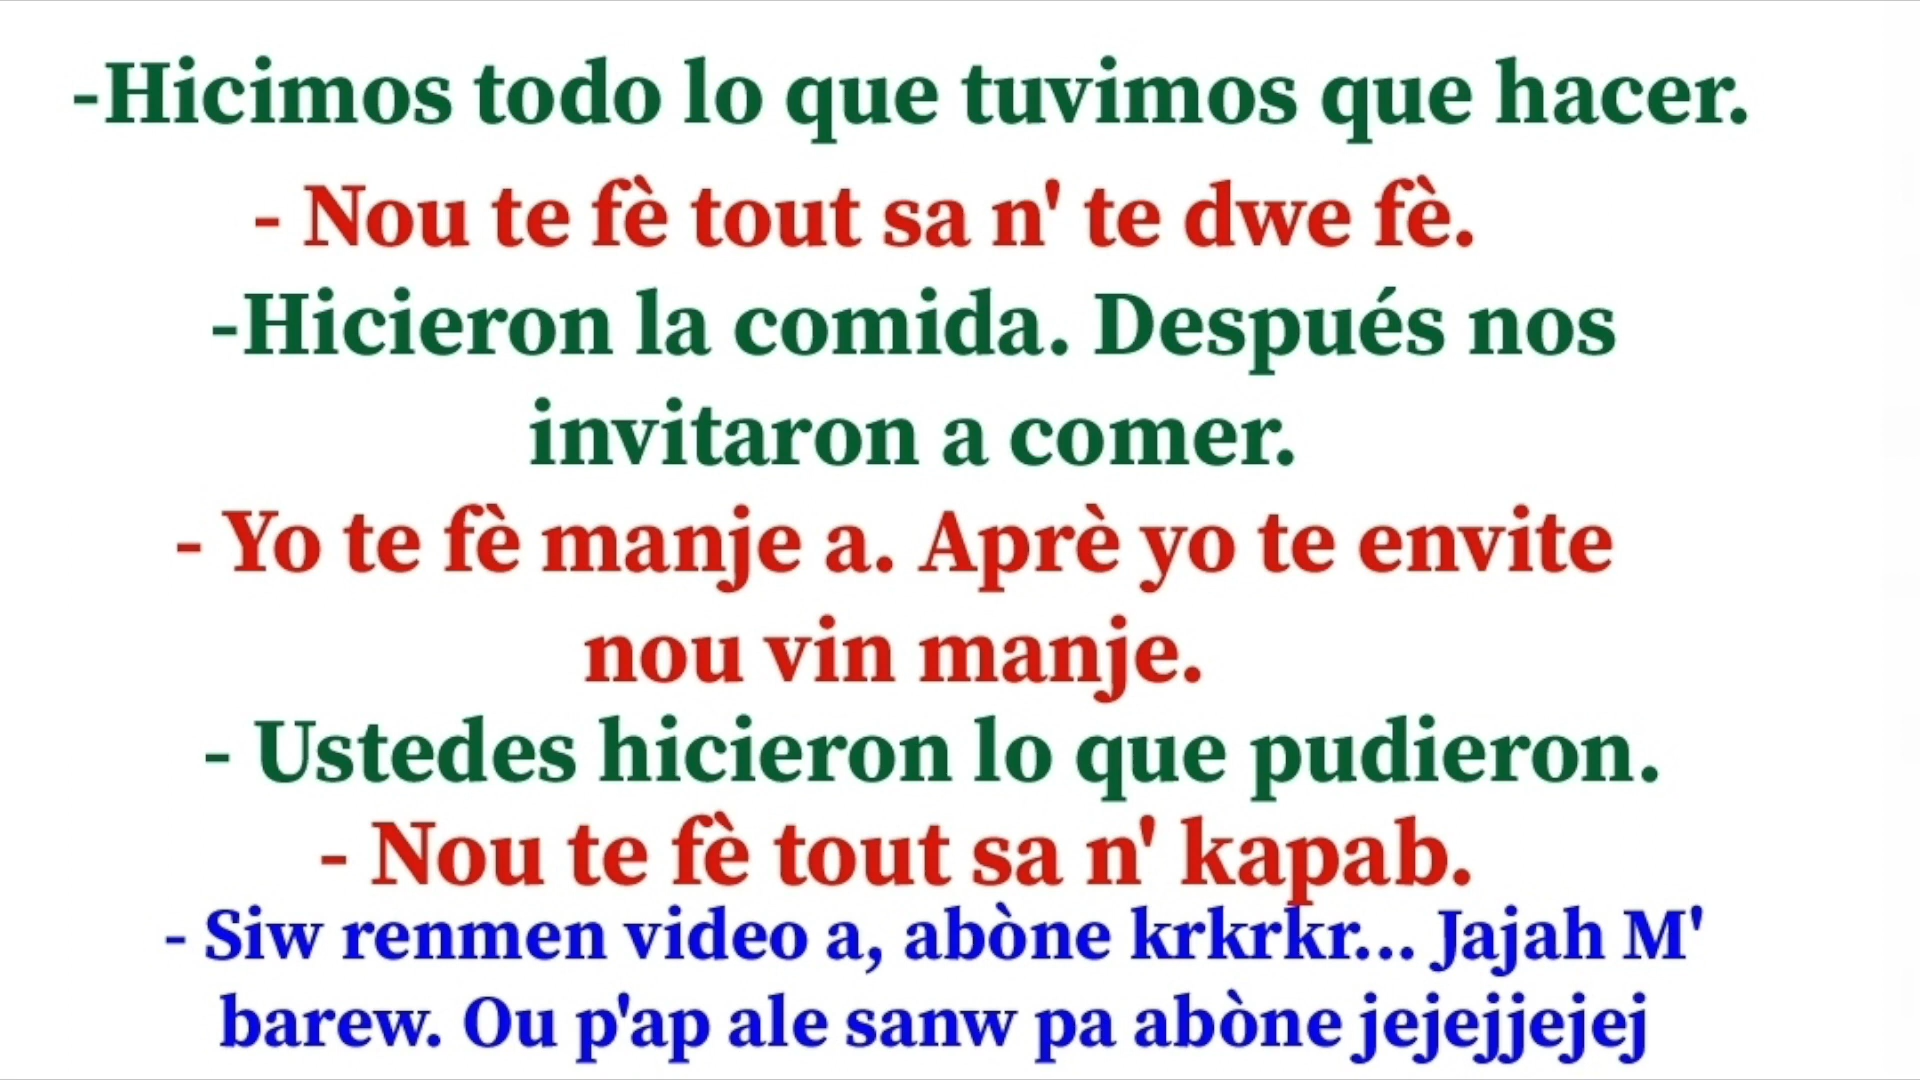 -Hicimos todo lo que tuvimos que hacer.
- Nou te fè tout sa n' te dwe fè.
-Hicieron la comida. Después nos
invitaron a comer.
- Yo te fè manje a. Aprè yo te envite
nou vin manje.
- Ustedes hicieron lo que pudieron.
- Nou te fè tout sa n' kapab.
- Siw renmen video a, abòne krkrkr... Jajah M'
barew. Ou p'ap ale sanw pa abòne jejejjejej